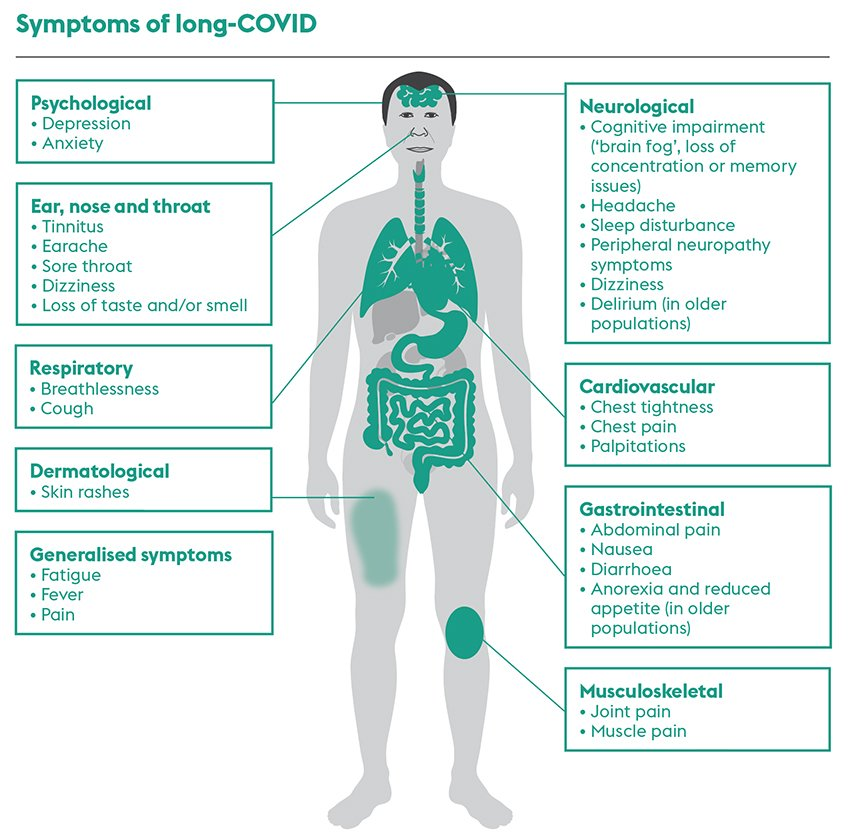 Symptoms of long-COVID
Psychological
• Depression
• Anxiety
Ear, nose and throat
• Tinnitus
• Earache
• Sore throat
• Dizziness
• Loss of taste and/or smell
Respiratory
• Breathlessness
• Cough
Dermatological
• Skin rashes
Generalised symptoms
• Fatigue
• Fever
• Pain
Neurological
• Cognitive impairment
(‘brain fog’, loss of
concentration or memory
issues)
• Headache
• Sleep disturbance
• Peripheral neuropathy
symptoms
• Dizziness
• Delirium (in older
populations)
Cardiovascular
• Chest tightness
• Chest pain
• Palpitations
Gastrointestinal
• Abdominal pain
• Nausea
• Diarrhoea
• Anorexia and reduced
appetite (in older
populations)
Musculoskeletal
• Joint pain
• Muscle pain